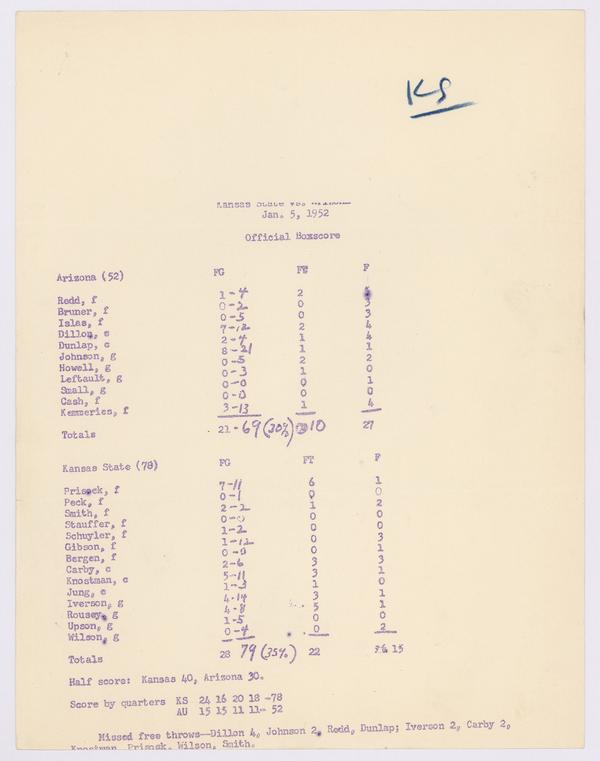 KS
Kansas State vs. Arizona
Jan. 5, 1952
Official Boxscore
Arizona (52) FG FT F
Redd, f 1-4 2 5
Bruner, f 0-2 0 3
Islas, f 0-5 0 3
Dillon, c 7-12 2 4
Dunlap, c 2-4 1 4
Johnson, g 8-21 1 1
Howell, g 0-5 2 2
Leftault, g 0-3 1 0
Small, g 0-0 0 1
Cash, f 0-0 0 0
Kemmeries, f 3-13 1 4
Totals 21-69 (30%) 10 27
Kansas State (78) FG FT F
Prisock, f 7-11 6 1
Peck, f 0-1 0 0
Smith, f 2-2 1 2
Stauffer, f 0-0 0 0
Schuyler, f 1-2 0 0
Gibson, f 1-12 0 3
Bergen, f 0-0 0 1
Carby, c 2-6 3 3
Knostman, c 5-11 3 1
Jung, c 1-3 1 0
Iverson, g 4-14 3 1
Rousey, g 4-8 5 1
Upson, g 1-5 0 0
Wilson, g 0-4 0 2
Totals 28 79 (35%) 22 15
Half score: Kansas 40, Arizona 30.
Score by quarters KS 24 16 20 18 -78
AU 15 15 11 11- 52
Missed free throws--Dillon 4, Johnson 2, Redd, Dunlap; Iverson 2, Carby 2,
Knostman, Prisock, Wilson, Smith.